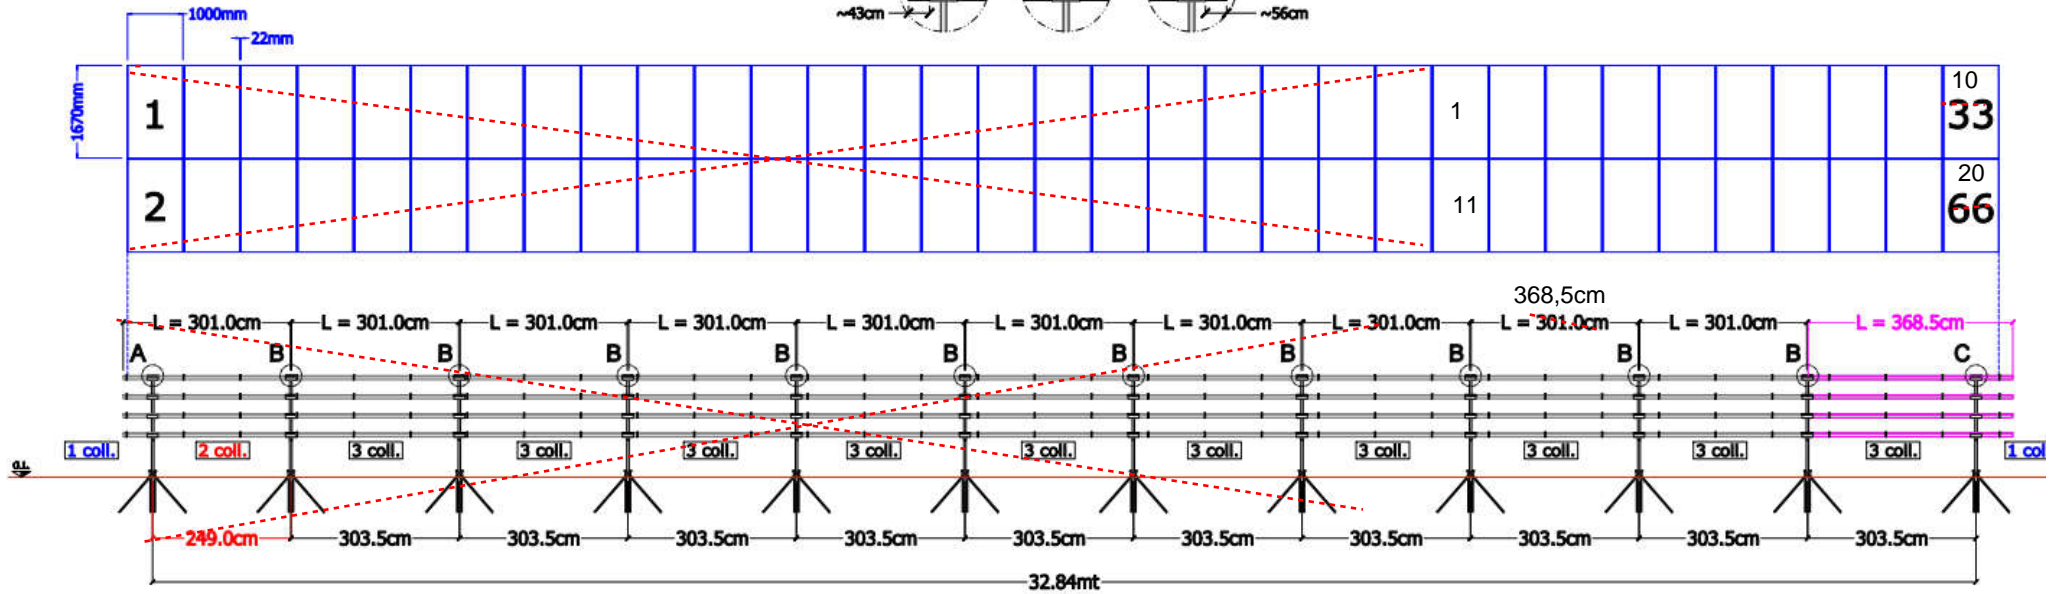 ~43cm ~56cm
1000mm
22mm
1670mm
1 1 10
33
2 11 20
66
368,5cm
L = 301.0cm L = 301.0cm L = 301.0cm L = 301.0cm L = 301.0cm L = 301.0cm L = 301.0cm L = 301.0cm L = 301.0cm L = 301.0cm L = 368.5cm
A B B B B B B B B B B C
1 coll. 2 coll. 3 coll. 3 coll. 3 coll. 3 coll. 3 coll. 3 coll. 3 coll. 3 coll. 3 coll. 3 coll. 1 col
249.0cm 303.5cm 303.5cm 303.5cm 303.5cm 303.5cm 303.5cm 303.5cm 303.5cm 303.5cm 303.5cm
32.84mt